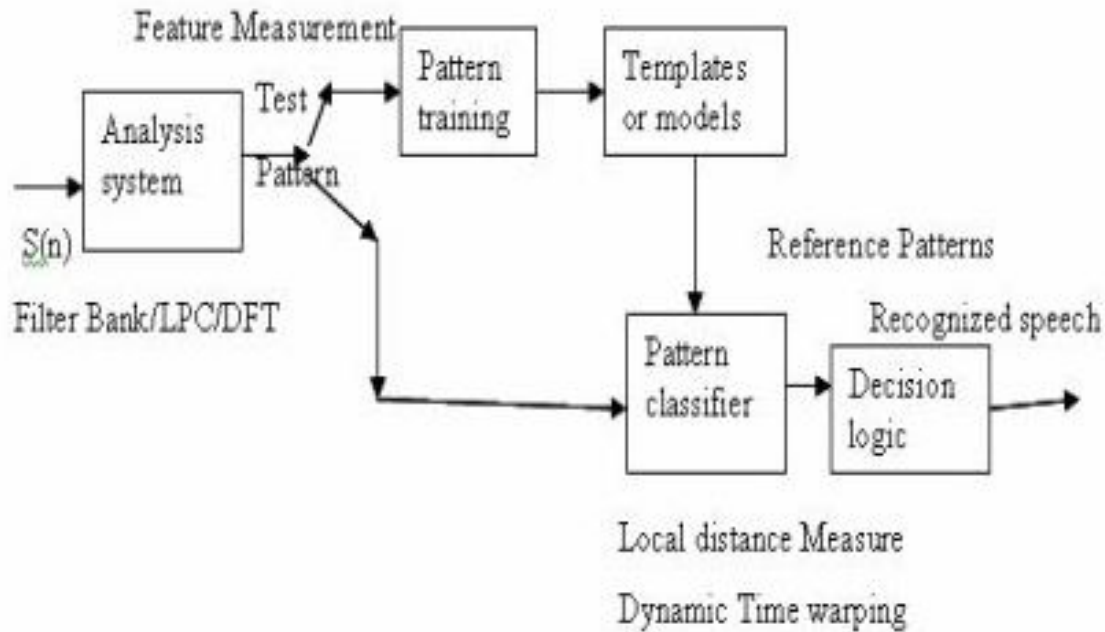 Feature Measurement
Pattern
training
Templates
or models
Test
Pattern
Analysis
system
S(n)
Filter Bank/LPC/DFT
Reference Patterns
Recognized speech
Pattern
classifier
Decision
logic
Local distance Measure
Dynamic Time warping